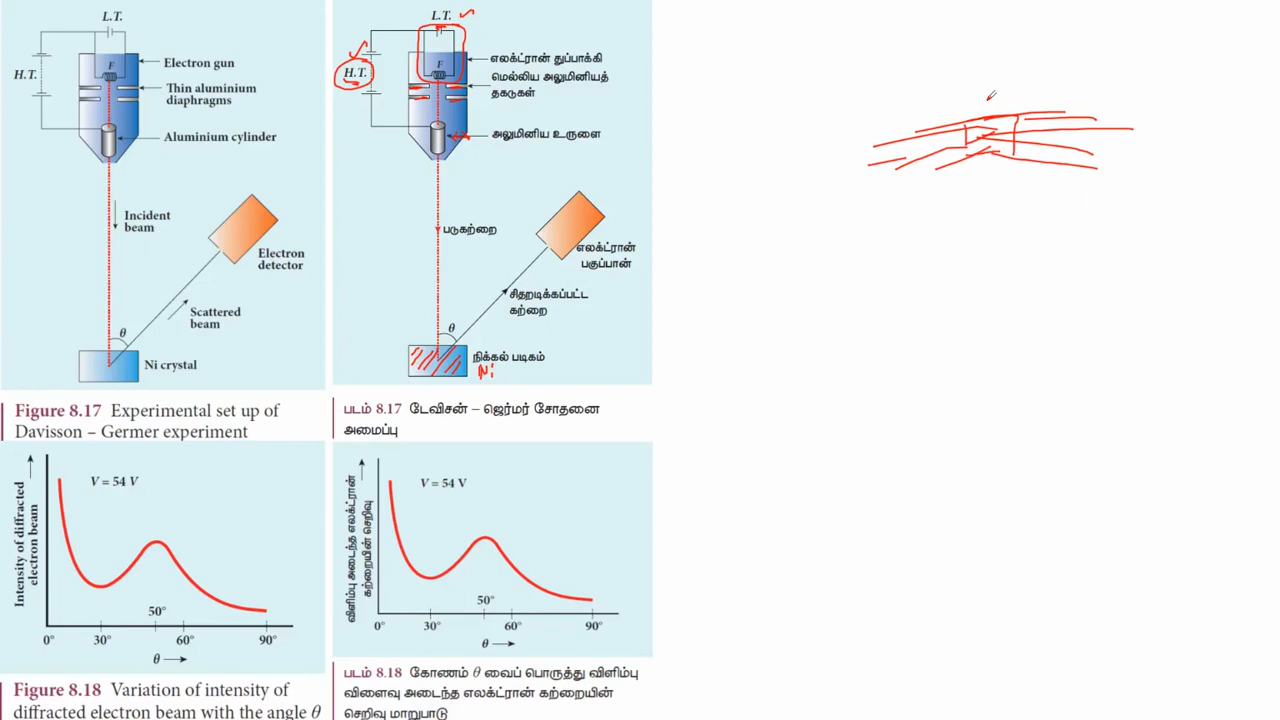 L.T.
H.T.
F
Electron gun
Thin aluminium
diaphragms
Aluminium cylinder
Incident
beam
Electron
detector
Scattered
beam
θ
Ni crystal
Figure 8.17 Experimental set up of
Davisson – Germer experiment
Intensity of diffracted
electron beam
V = 54 V
50°
0° 30° 60° 90°
θ
Figure 8.18 Variation of intensity of
diffracted electron beam with the angle θ
L.T.
H.T.
F
எலக்ட்ரான் துப்பாக்கி
மெல்லிய அலுமினியத்
தகடுகள்
அலுமினிய உருளை
படுகற்றை
எலக்ட்ரான்
பகுப்பான்
சிதறடிக்கப்பட்ட
கற்றை
θ
நிக்கல் படிகம்
Ni
படம் 8.17 டேவிசன் – ஜெர்மர் சோதனை
அமைப்பு
விளிம்பு அடைந்த எலக்ட்ரான்
கற்றையின் செறிவு
V = 54 V
50°
0° 30° 60° 90°
θ
படம் 8.18 கோணம் θ வைப் பொருத்து விளிம்பு
விளைவு அடைந்த எலக்ட்ரான் கற்றையின்
செறிவு மாறுபாடு